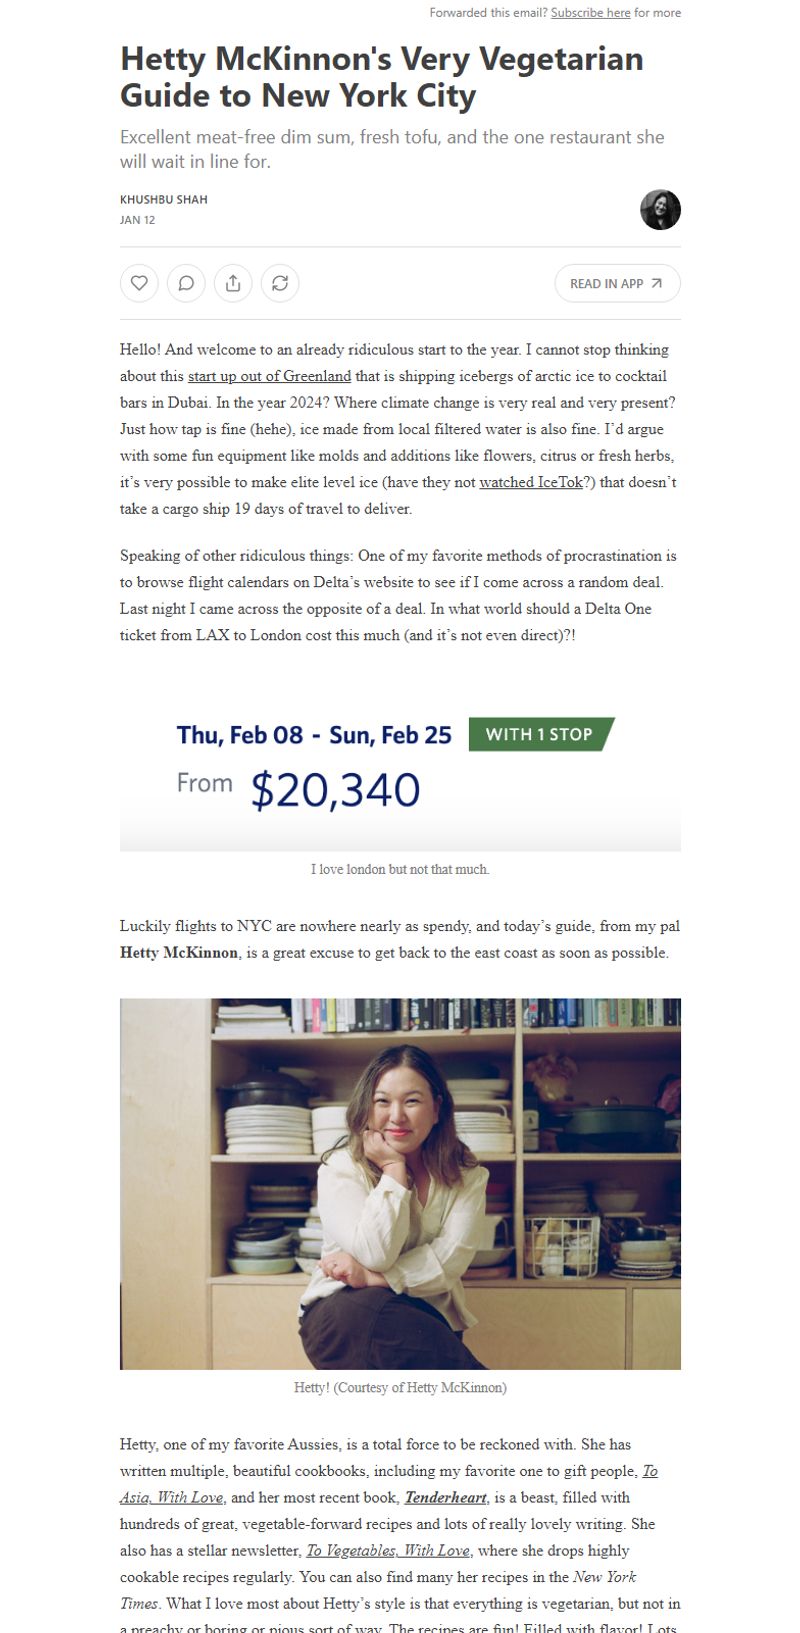 Forwarded this email? Subscribe here for more
Hetty McKinnon's Very Vegetarian
Guide to New York City
Excellent meat-free dim sum, fresh tofu, and the one restaurant she
will wait in line for.
KHUSHBU SHAH
JAN 12
READ IN APP
Hello! And welcome to an already ridiculous start to the year. I cannot stop thinking
about this start up out of Greenland that is shipping icebergs of arctic ice to cocktail
bars in Dubai. In the year 2024? Where climate change is very real and very present?
Just how tap is fine (hehe), ice made from local filtered water is also fine. I’d argue
with some fun equipment like molds and additions like flowers, citrus or fresh herbs,
it’s very possible to make elite level ice (have they not watched IceTok?) that doesn’t
take a cargo ship 19 days of travel to deliver.
Speaking of other ridiculous things: One of my favorite methods of procrastination is
to browse flight calendars on Delta’s website to see if I come across a random deal.
Last night I came across the opposite of a deal. In what world should a Delta One
ticket from LAX to London cost this much (and it’s not even direct)?!
Thu, Feb 08 - Sun, Feb 25 WITH 1 STOP
From $20,340
I love london but not that much.
Luckily flights to NYC are nowhere nearly as spendy, and today’s guide, from my pal
Hetty McKinnon, is a great excuse to get back to the east coast as soon as possible.
Hetty! (Courtesy of Hetty McKinnon)
Hetty, one of my favorite Aussies, is a total force to be reckoned with. She has
written multiple, beautiful cookbooks, including my favorite one to gift people, To
Asia, With Love, and her most recent book, Tenderheart, is a beast, filled with
hundreds of great, vegetable-forward recipes and lots of really lovely writing. She
also has a stellar newsletter, To Vegetables, With Love, where she drops highly
cookable recipes regularly. You can also find many her recipes in the New York
Times. What I love most about Hetty’s style is that everything is vegetarian, but not in
a preachy or boring or pious sort of way. The recipes are fun! Filled with flavor! Lots